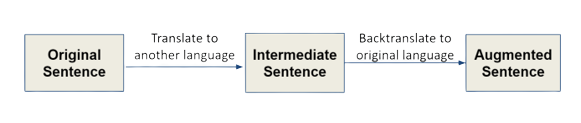 Original
Sentence
Translate to
another language
Intermediate
Sentence
Backtranslate to
original language
Augmented
Sentence